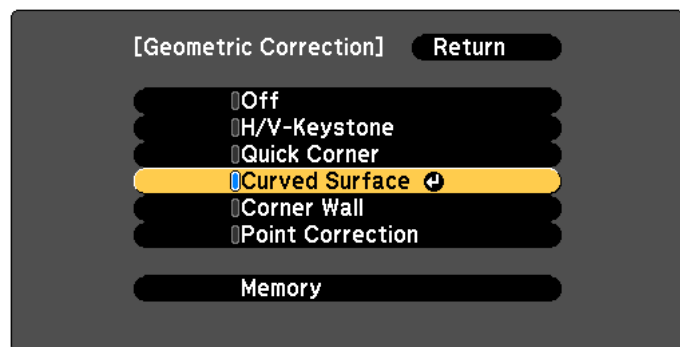 [Geometric Correction] Return
Off
H/V-Keystone
Quick Corner
Curved Surface
Corner Wall
Point Correction
Memory